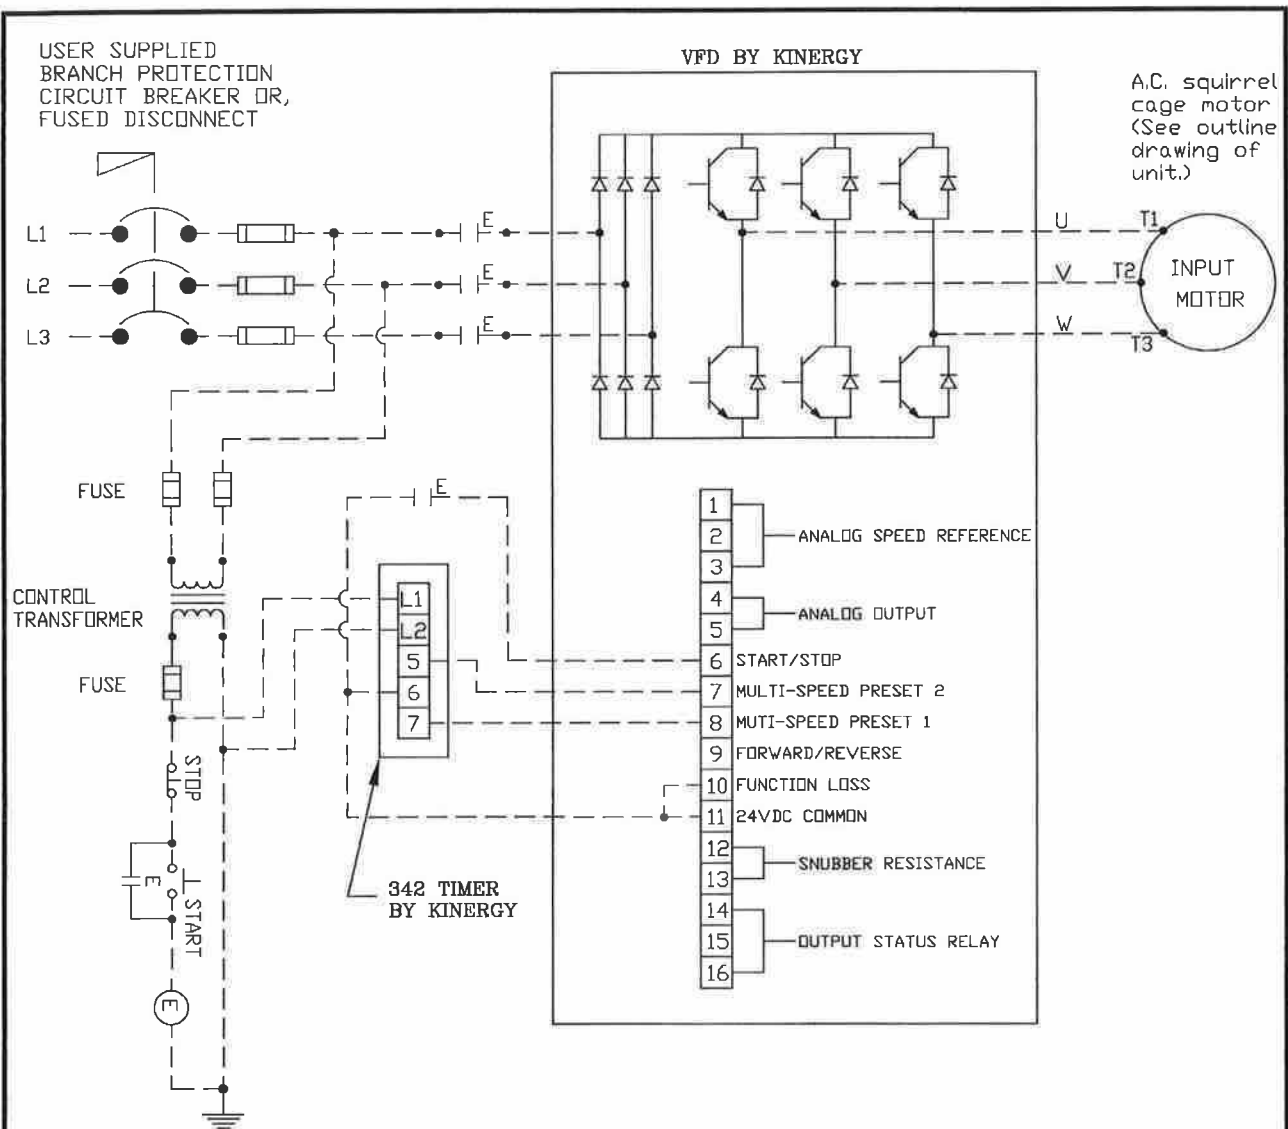 USER SUPPLIED
BRANCH PROTECTION
CIRCUIT BREAKER OR,
FUSED DISCONNECT
VFD BY KINERGY
A.C. squirrel
cage motor
(See outline
drawing of
unit.)
L1
E
U
T1
L2
E
V
T2
INPUT
MOTOR
L3
E
W
T3
FUSE
E
CONTROL
TRANSFORMER
FUSE
L1
L2
5
6
7
1
2
3
4
5
6
7
8
9
10
11
12
13
14
15
16
ANALOG SPEED REFERENCE
ANALOG OUTPUT
START/STOP
MULTI-SPEED PRESET 2
MUTI-SPEED PRESET 1
FORWARD/REVERSE
FUNCTION LOSS
24VDC COMMON
SNUBBER RESISTANCE
OUTPUT STATUS RELAY
STOP
E
START
E
342 TIMER
BY KINERGY